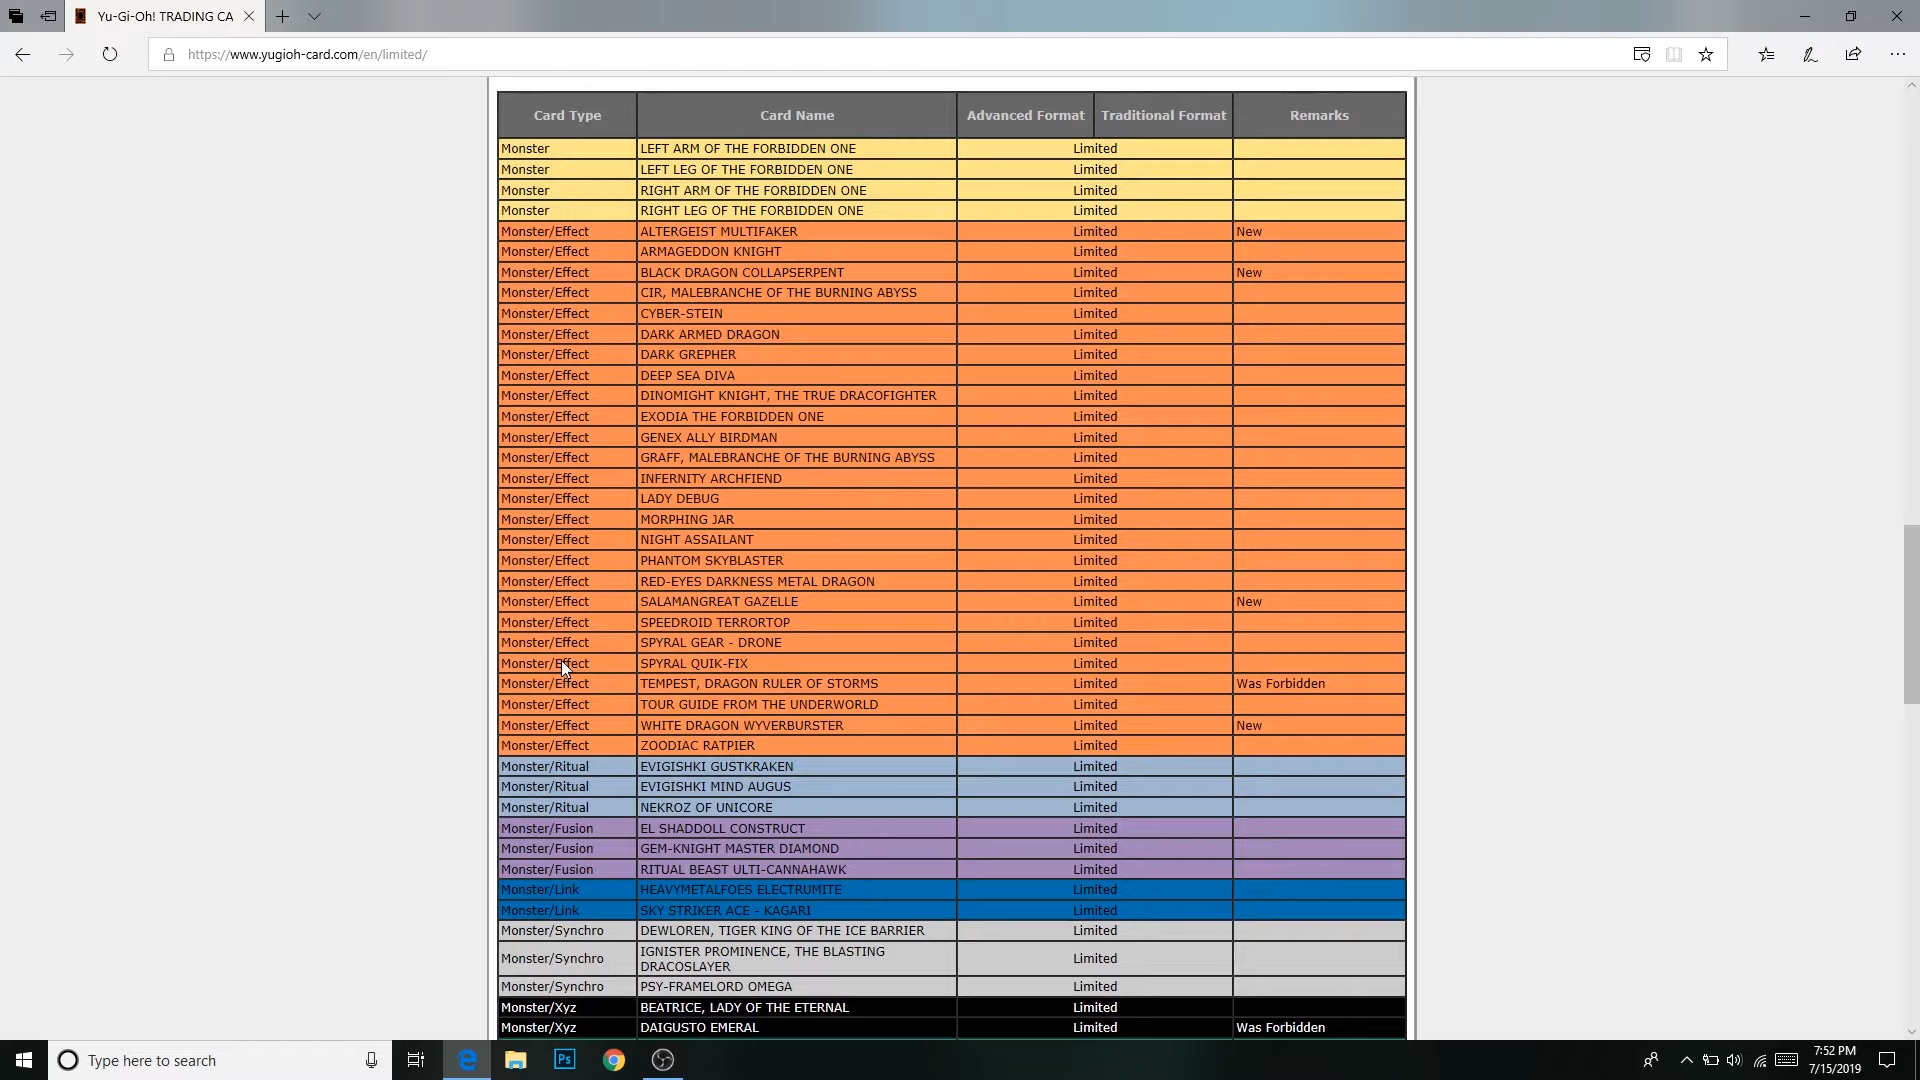 Yu-Gi-Oh! TRADING CA
https://www.yugioh-card.com/en/limited/
Card Type Card Name Advanced Format Traditional Format Remarks
Monster LEFT ARM OF THE FORBIDDEN ONE Limited
Monster LEFT LEG OF THE FORBIDDEN ONE Limited
Monster RIGHT ARM OF THE FORBIDDEN ONE Limited
Monster RIGHT LEG OF THE FORBIDDEN ONE Limited
Monster/Effect ALTERGEIST MULTIFAKER Limited New
Monster/Effect ARMAGEDDON KNIGHT Limited
Monster/Effect BLACK DRAGON COLLAPSERPENT Limited New
Monster/Effect CIR, MALEBRANCHE OF THE BURNING ABYSS Limited
Monster/Effect CYBER-STEIN Limited
Monster/Effect DARK ARMED DRAGON Limited
Monster/Effect DARK GREPHER Limited
Monster/Effect DEEP SEA DIVA Limited
Monster/Effect DINOMIGHT KNIGHT, THE TRUE DRACOFIGHTER Limited
Monster/Effect EXODIA THE FORBIDDEN ONE Limited
Monster/Effect GENEX ALLY BIRDMAN Limited
Monster/Effect GRAFF, MALEBRANCHE OF THE BURNING ABYSS Limited
Monster/Effect INFERNITY ARCHFIEND Limited
Monster/Effect LADY DEBUG Limited
Monster/Effect MORPHING JAR Limited
Monster/Effect NIGHT ASSAILANT Limited
Monster/Effect PHANTOM SKYBLASTER Limited
Monster/Effect RED-EYES DARKNESS METAL DRAGON Limited
Monster/Effect SALAMANGREAT GAZELLE Limited New
Monster/Effect SPEEDROID TERRORTOP Limited
Monster/Effect SPYRAL GEAR - DRONE Limited
Monster/Effect SPYRAL QUIK-FIX Limited
Monster/Effect TEMPEST, DRAGON RULER OF STORMS Limited Was Forbidden
Monster/Effect TOUR GUIDE FROM THE UNDERWORLD Limited
Monster/Effect WHITE DRAGON WYVERBURSTER Limited New
Monster/Effect ZOODIAC RATPIER Limited
Monster/Ritual EVIGISHKI GUSTKRAKEN Limited
Monster/Ritual EVIGISHKI MIND AUGUS Limited
Monster/Ritual NEKROZ OF UNICORE Limited
Monster/Fusion EL SHADDOLL CONSTRUCT Limited
Monster/Fusion GEM-KNIGHT MASTER DIAMOND Limited
Monster/Fusion RITUAL BEAST ULTI-CANNAHAWK Limited
Monster/Link HEAVYMETALFOES ELECTRUMITE Limited
Monster/Link SKY STRIKER ACE - KAGARI Limited
Monster/Synchro DEWLOREN, TIGER KING OF THE ICE BARRIER Limited
Monster/Synchro IGNISTER PROMINENCE, THE BLASTING
DRACOSLAYER Limited
Monster/Synchro PSY-FRAMELORD OMEGA Limited
Monster/Xyz BEATRICE, LADY OF THE ETERNAL Limited
Monster/Xyz DAIGUSTO EMERAL Limited Was Forbidden
Type here to search
Ps
7:52 PM
7/15/2019